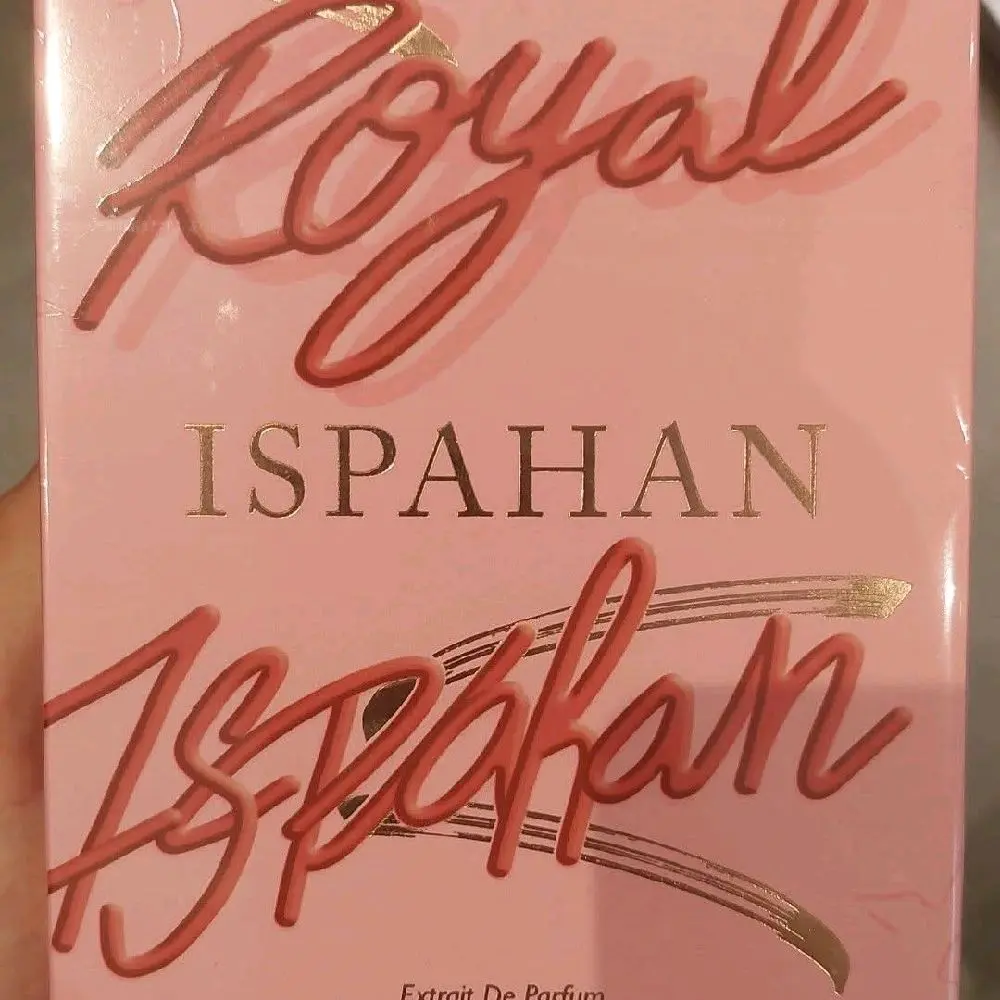 Royal
ISPAHAN
Ispahan
Extrait De Parfum